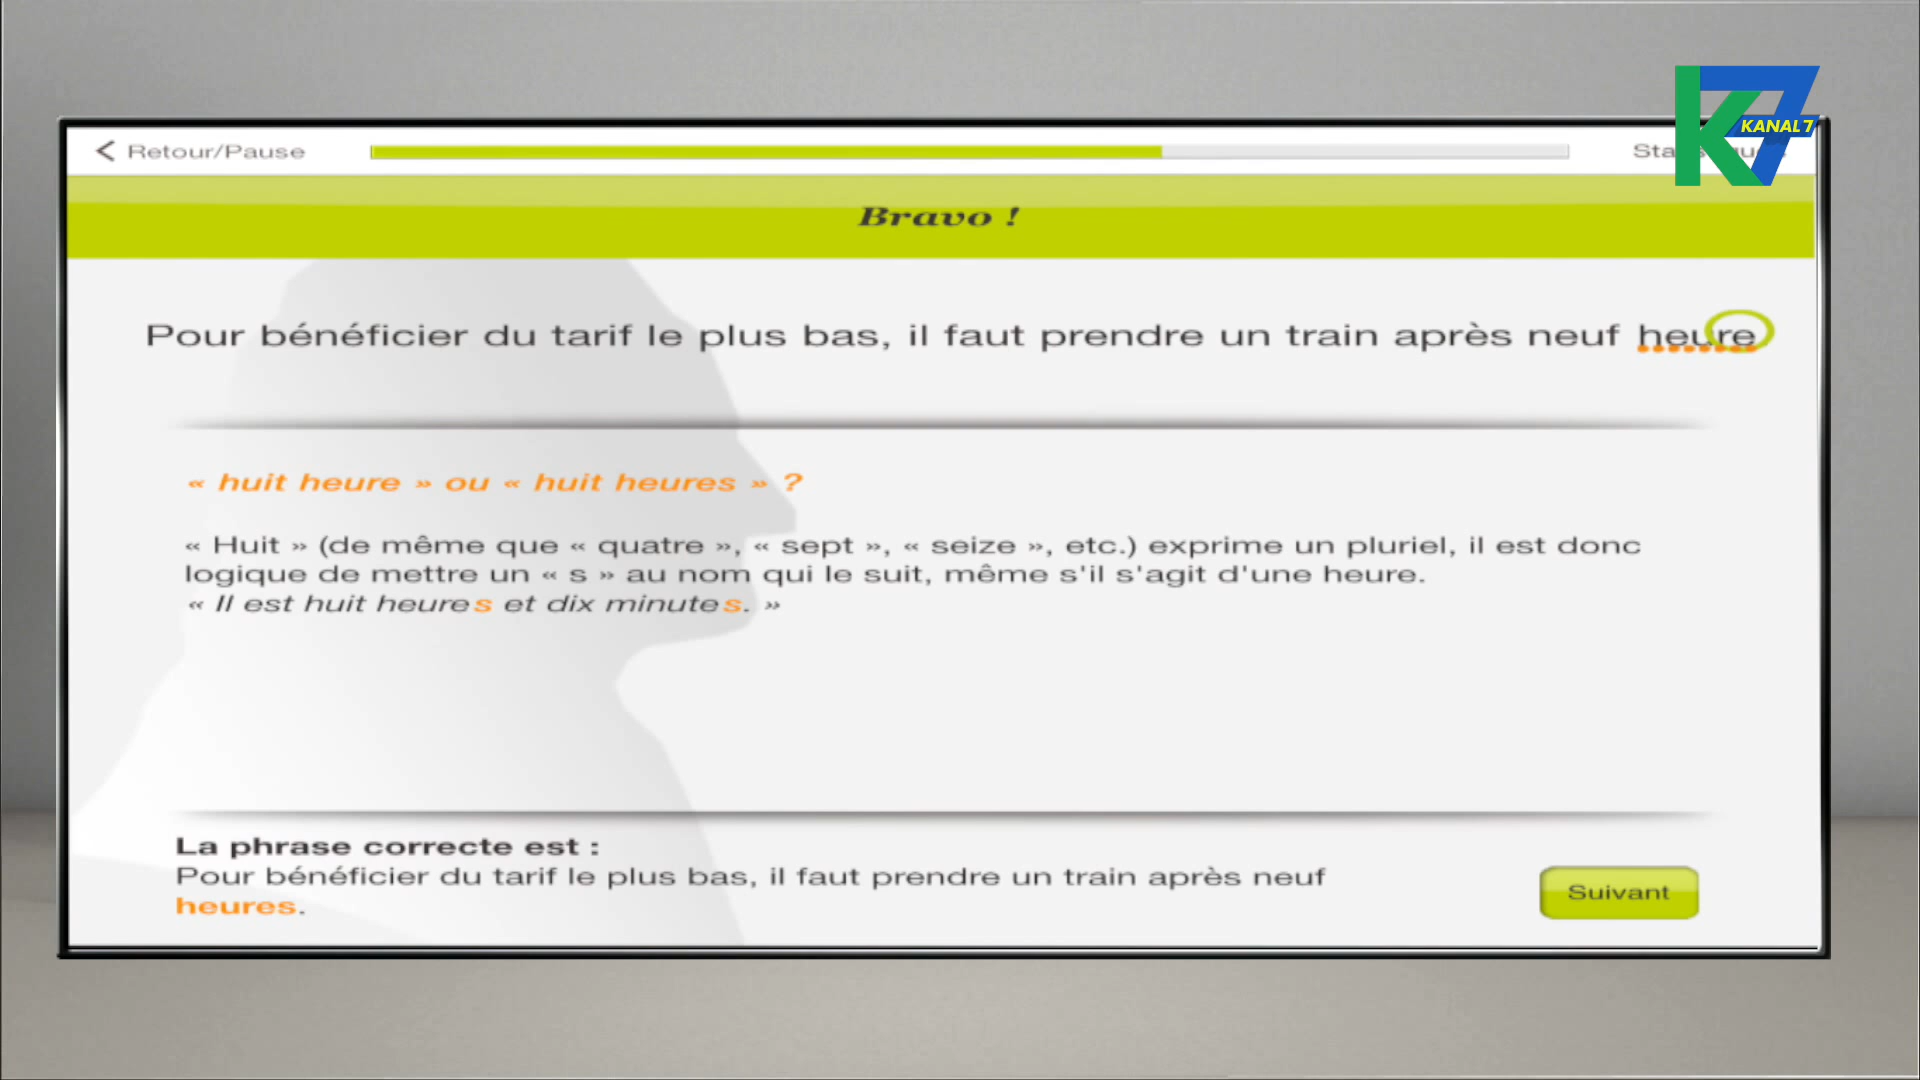 KANAL 7
Retour/Pause
Bravo !
Pour bénéficier du tarif le plus bas, il faut prendre un train après neuf heure
« huit heure » ou « huit heures » ?
« Huit » (de même que « quatre », « sept », « seize », etc.) exprime un pluriel, il est donc
logique de mettre un « s » au nom qui le suit, même s'il s'agit d'une heure.
« Il est huit heures et dix minutes. »
La phrase correcte est :
Pour bénéficier du tarif le plus bas, il faut prendre un train après neuf
heures.
Suivant